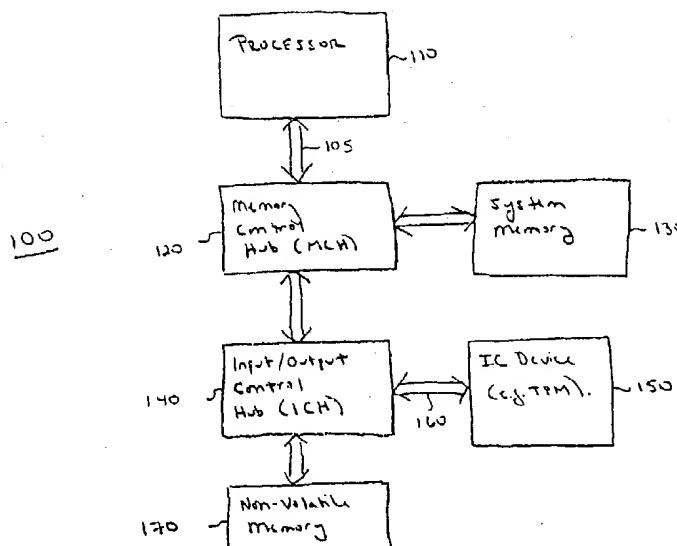 PROCESSOR
110
105
Memory
Control
Hub (MCH)
120
System
Memory
130
100
Input/Output
Control
Hub (ICH)
140
IC Device
(e.g. TPM).
150
160
Non-Volatile
Memory
170